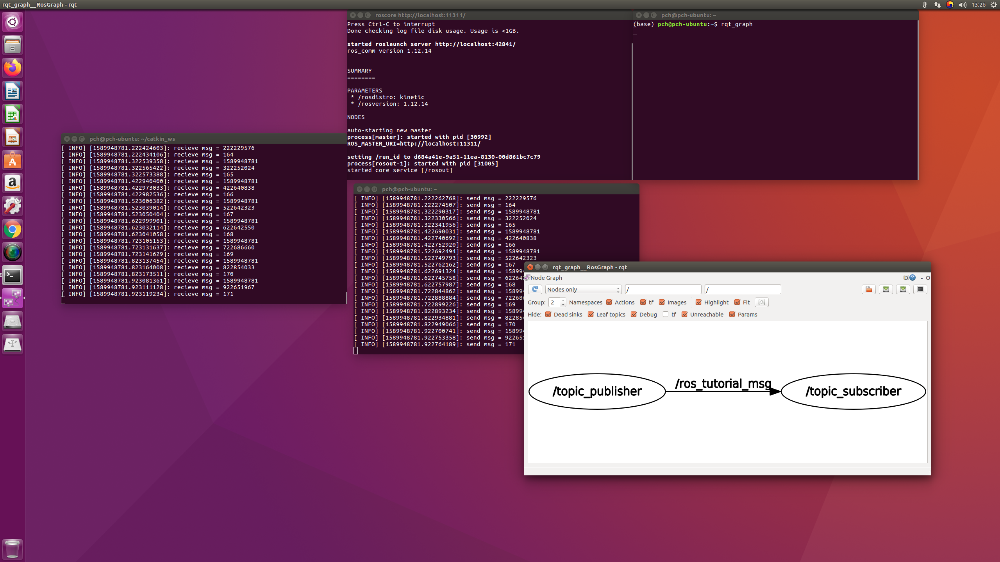 rqt_graph__RosGraph - rqt
13:26
roscore http://localhost:11311/
Press Ctrl-C to interrupt
Done checking log file disk usage. Usage is <1GB.
started roslaunch server http://localhost:42841/
ros_comm version 1.12.14
SUMMARY
========
PARAMETERS
* /rosdistro: kinetic
* /rosversion: 1.12.14
NODES
auto-starting new master
process[master]: started with pid [30992]
ROS_MASTER_URI=http://localhost:11311/
setting /run_id to d684a41e-9a51-11ea-8130-00d861bc7c79
process[rosout-1]: started with pid [31005]
started core service [/rosout]
pch@pch-ubuntu: ~
(base) pch@pch-ubuntu:~$ rqt_graph
pch@pch-ubuntu: ~/catkin_ws
[ INFO] [1589948781.222424603]: recieve msg = 222229576
[ INFO] [1589948781.222434106]: recieve msg = 164
[ INFO] [1589948781.322539358]: recieve msg = 1589948781
[ INFO] [1589948781.322565422]: recieve msg = 322252024
[ INFO] [1589948781.322573388]: recieve msg = 165
[ INFO] [1589948781.422940400]: recieve msg = 1589948781
[ INFO] [1589948781.422973033]: recieve msg = 422640838
[ INFO] [1589948781.422982536]: recieve msg = 166
[ INFO] [1589948781.523006382]: recieve msg = 1589948781
[ INFO] [1589948781.523039014]: recieve msg = 522642323
[ INFO] [1589948781.523050404]: recieve msg = 167
[ INFO] [1589948781.622999901]: recieve msg = 1589948781
[ INFO] [1589948781.623032114]: recieve msg = 622642550
[ INFO] [1589948781.623041058]: recieve msg = 168
[ INFO] [1589948781.723105153]: recieve msg = 1589948781
[ INFO] [1589948781.723131637]: recieve msg = 722686660
[ INFO] [1589948781.723141629]: recieve msg = 169
[ INFO] [1589948781.823137454]: recieve msg = 1589948781
[ INFO] [1589948781.823164008]: recieve msg = 822854033
[ INFO] [1589948781.823173511]: recieve msg = 170
[ INFO] [1589948781.923081361]: recieve msg = 1589948781
[ INFO] [1589948781.923111128]: recieve msg = 922651967
[ INFO] [1589948781.923119234]: recieve msg = 171
pch@pch-ubuntu: ~
[ INFO] [1589948781.222262768]: send msg = 222229576
[ INFO] [1589948781.222274507]: send msg = 164
[ INFO] [1589948781.322290317]: send msg = 1589948781
[ INFO] [1589948781.322330566]: send msg = 322252024
[ INFO] [1589948781.322341956]: send msg = 165
[ INFO] [1589948781.422690031]: send msg = 1589948781
[ INFO] [1589948781.422740692]: send msg = 422640838
[ INFO] [1589948781.422752920]: send msg = 166
[ INFO] [1589948781.522692494]: send msg = 1589948781
[ INFO] [1589948781.522749793]: send msg = 522642323
[ INFO] [1589948781.522762162]: send msg = 167
[ INFO] [1589948781.622691324]: send msg = 158994
[ INFO] [1589948781.622745758]: send msg = 622642
[ INFO] [1589948781.622757987]: send msg = 168
[ INFO] [1589948781.722844862]: send msg = 158994
[ INFO] [1589948781.722888884]: send msg = 72268
[ INFO] [1589948781.722899226]: send msg = 169
[ INFO] [1589948781.822893234]: send msg = 158994
[ INFO] [1589948781.822934881]: send msg = 822854
[ INFO] [1589948781.822949066]: send msg = 170
[ INFO] [1589948781.922700741]: send msg = 158994
[ INFO] [1589948781.922753358]: send msg = 922651
[ INFO] [1589948781.922764189]: send msg = 171
rqt_graph__RosGraph - rqt
Node Graph
D ? - O
Nodes only / /
Group: 2 Namespaces Actions tf Images Highlight Fit
Hide: Dead sinks Leaf topics Debug tf Unreachable Params
/topic_publisher /ros_tutorial_msg /topic_subscriber